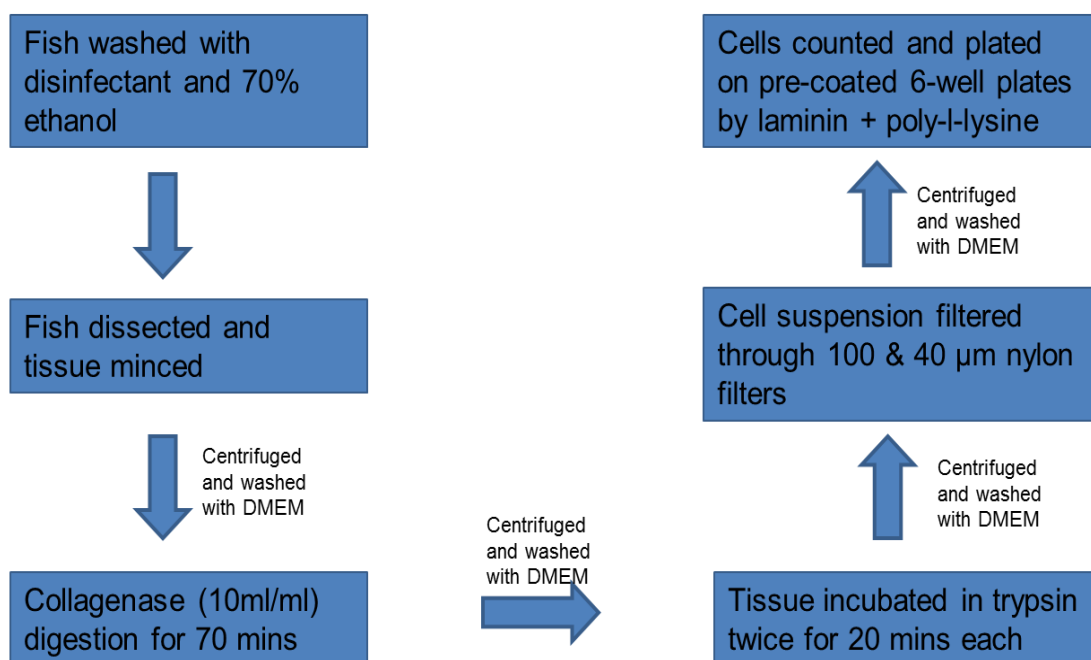 Fish washed with
disinfectant and 70%
ethanol
Fish dissected and
tissue minced
Centrifuged
and washed
with DMEM
Collagenase (10ml/ml)
digestion for 70 mins
Centrifuged
and washed
with DMEM
Tissue incubated in trypsin
twice for 20 mins each
Centrifuged
and washed
with DMEM
Cell suspension filtered
through 100 & 40 µm nylon
filters
Centrifuged
and washed
with DMEM
Cells counted and plated
on pre-coated 6-well plates
by laminin + poly-l-lysine